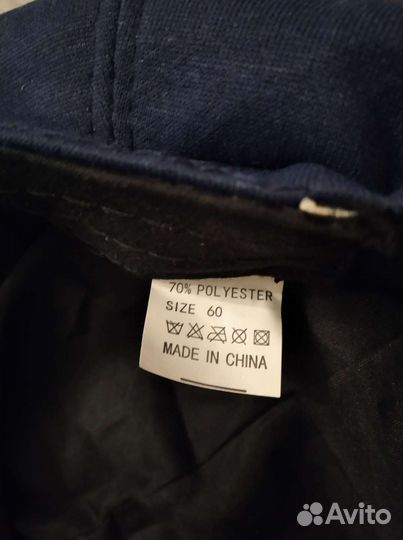 70% POLYESTER
SIZE 60
MADE IN CHINA
Avito